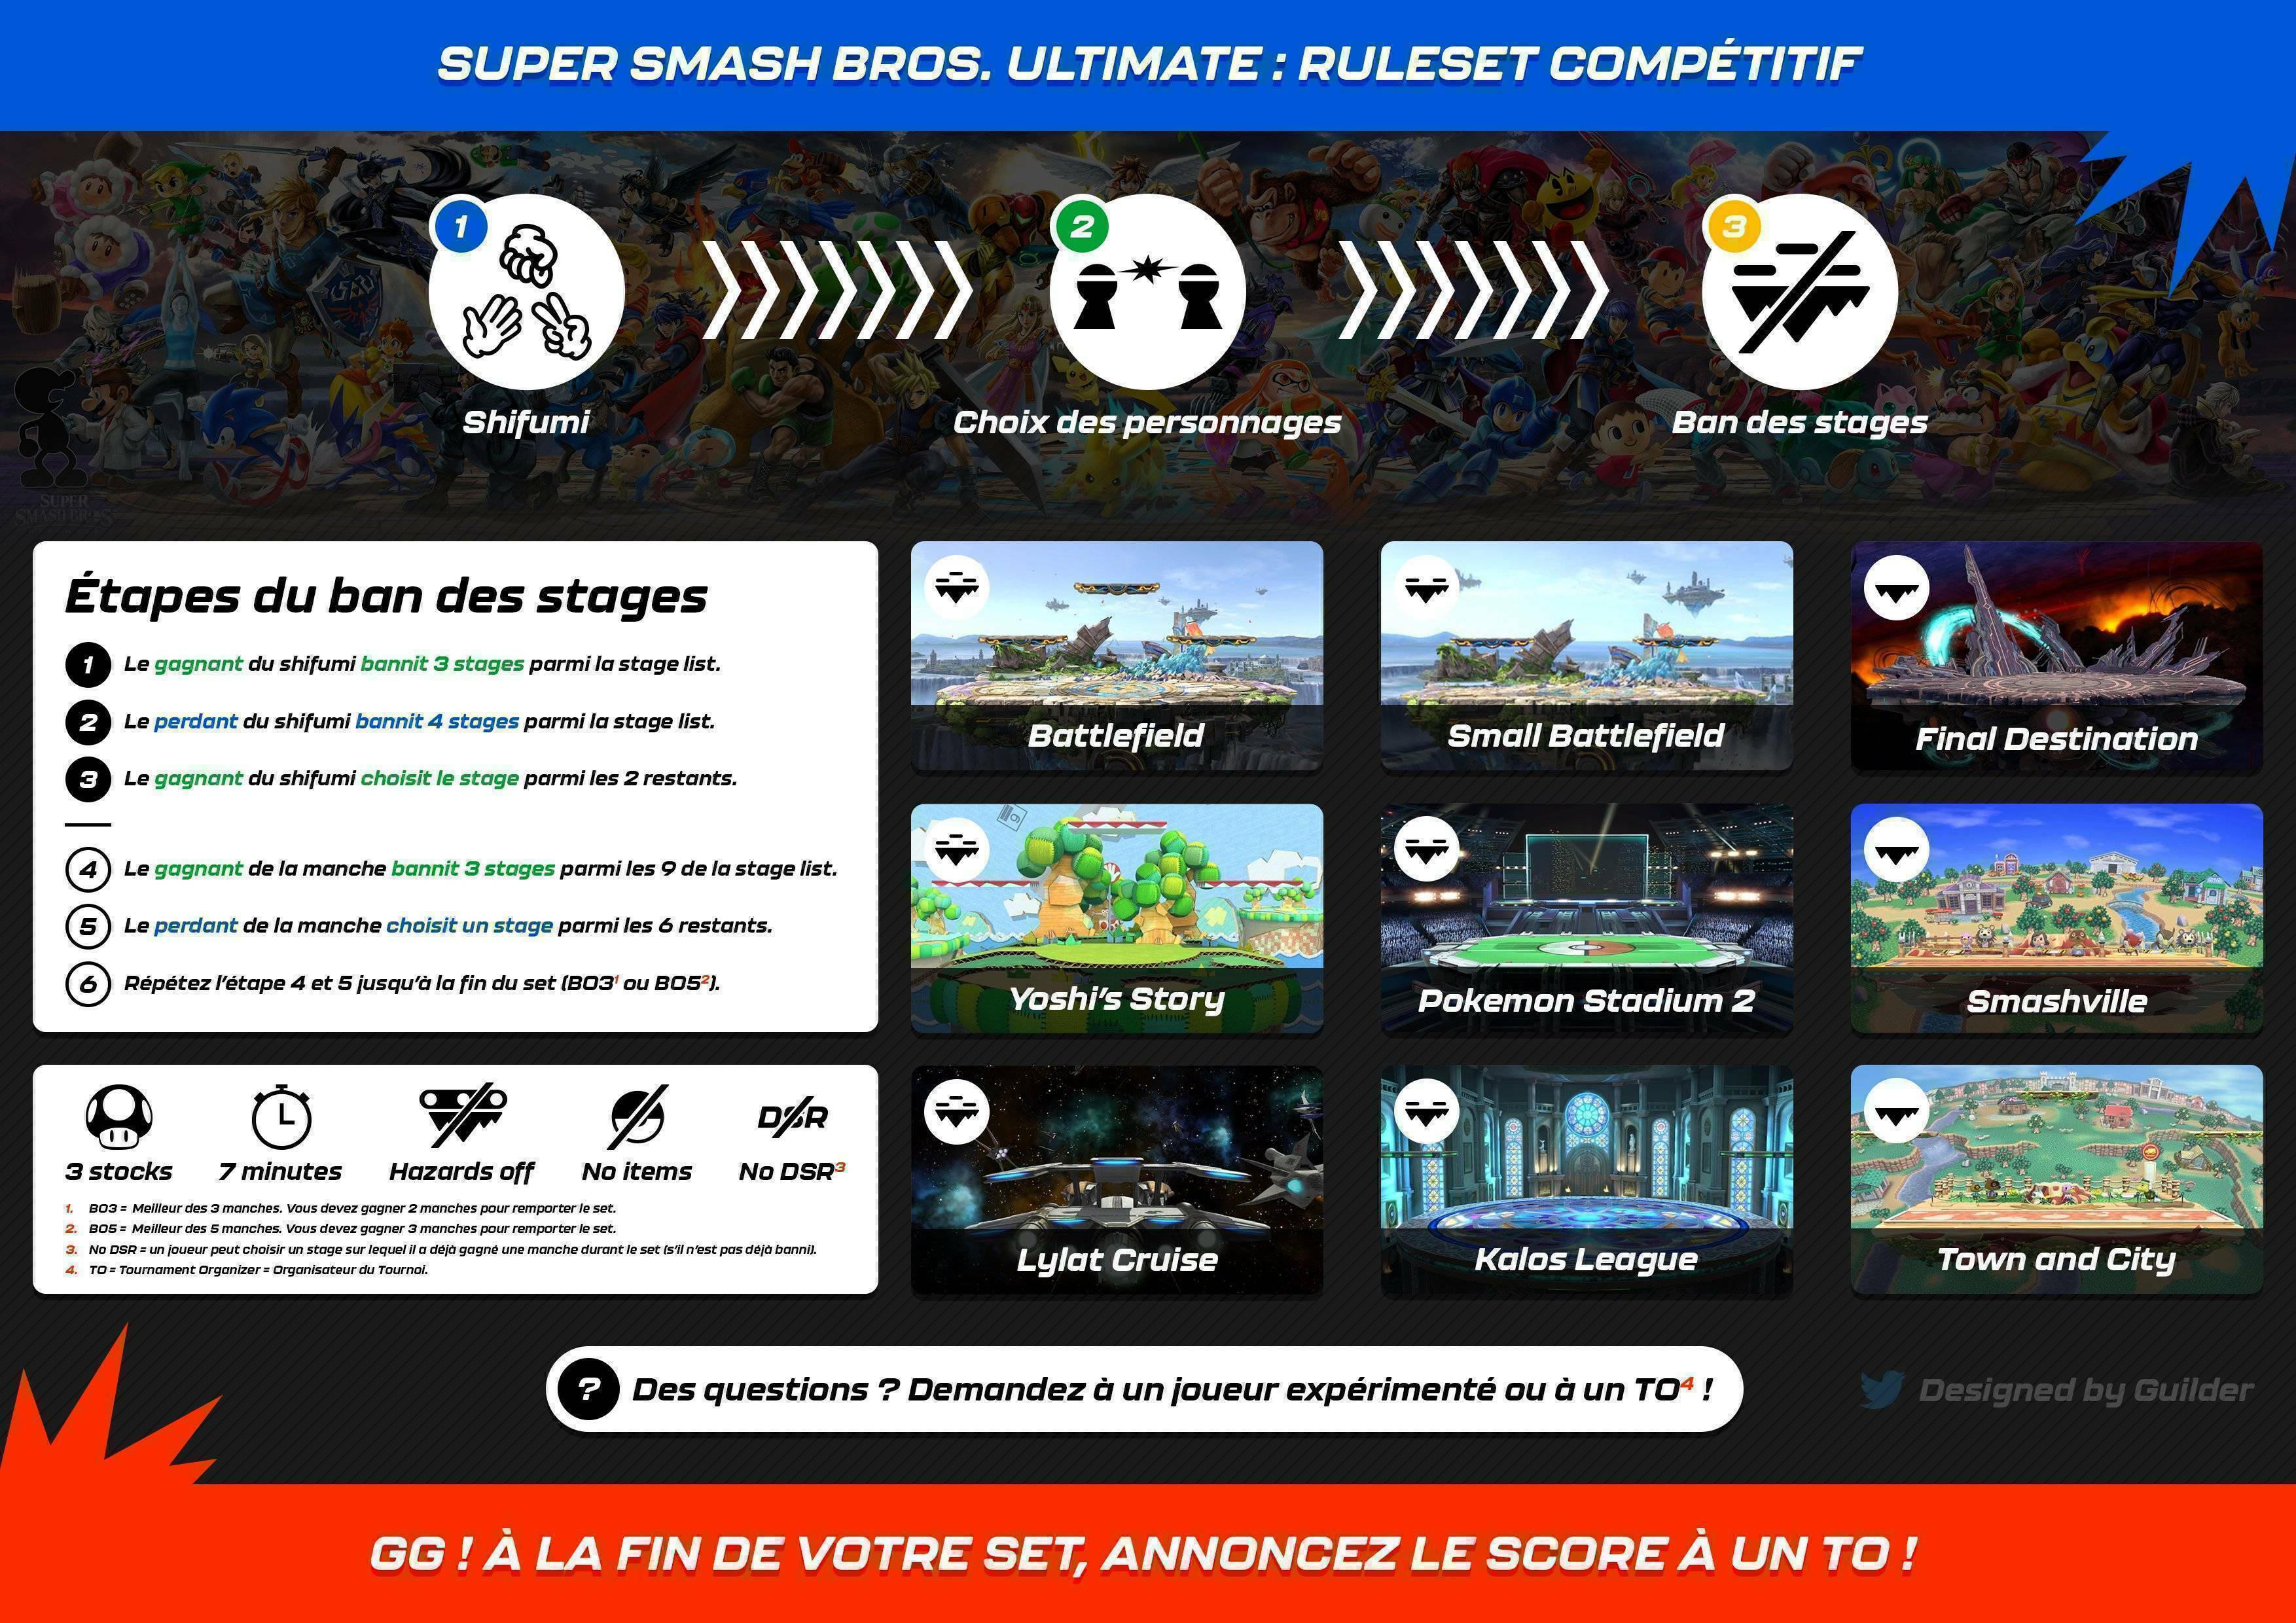 SUPER SMASH BROS. ULTIMATE : RULESET COMPÉTITIF
1
2
3
Shifumi
Choix des personnages
Ban des stages
SUPER
SMASH BROS
Étapes du ban des stages
1 Le gagnant du shifumi bannit 3 stages parmi la stage list.
2 Le perdant du shifumi bannit 4 stages parmi la stage list.
3 Le gagnant du shifumi choisit le stage parmi les 2 restants.
4 Le gagnant de la manche bannit 3 stages parmi les 9 de la stage list.
5 Le perdant de la manche choisit un stage parmi les 6 restants.
6 Répétez l'étape 4 et 5 jusqu'à la fin du set (BO3¹ ou BO5²).
Battlefield
Small Battlefield
Final Destination
Yoshi's Story
Pokemon Stadium 2
Smashville
Lylat Cruise
Kalos League
Town and City
DSR
3 stocks
7 minutes
Hazards off
No items
No DSR³
1. BO3 = Meilleur des 3 manches. Vous devez gagner 2 manches pour remporter le set.
2. BO5 = Meilleur des 5 manches. Vous devez gagner 3 manches pour remporter le set.
3. No DSR = un joueur peut choisir un stage sur lequel il a déjà gagné une manche durant le set (s'il n'est pas déjà banni).
4. TO = Tournament Organizer = Organisateur du Tournoi.
? Des questions ? Demandez à un joueur expérimenté ou à un TO⁴ !
Designed by Guilder
GG ! À LA FIN DE VOTRE SET, ANNONCEZ LE SCORE À UN TO !